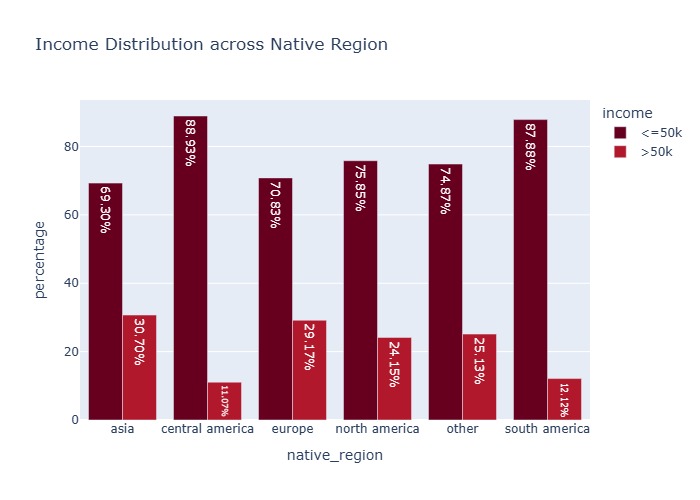 Income Distribution across Native Region
income
<=50k
>50k
percentage
80
60
40
20
0
69.30%
30.70%
88.93%
11.07%
70.83%
29.17%
75.85%
24.15%
74.87%
25.13%
87.88%
12.12%
asia
central america
europe
north america
other
south america
native_region